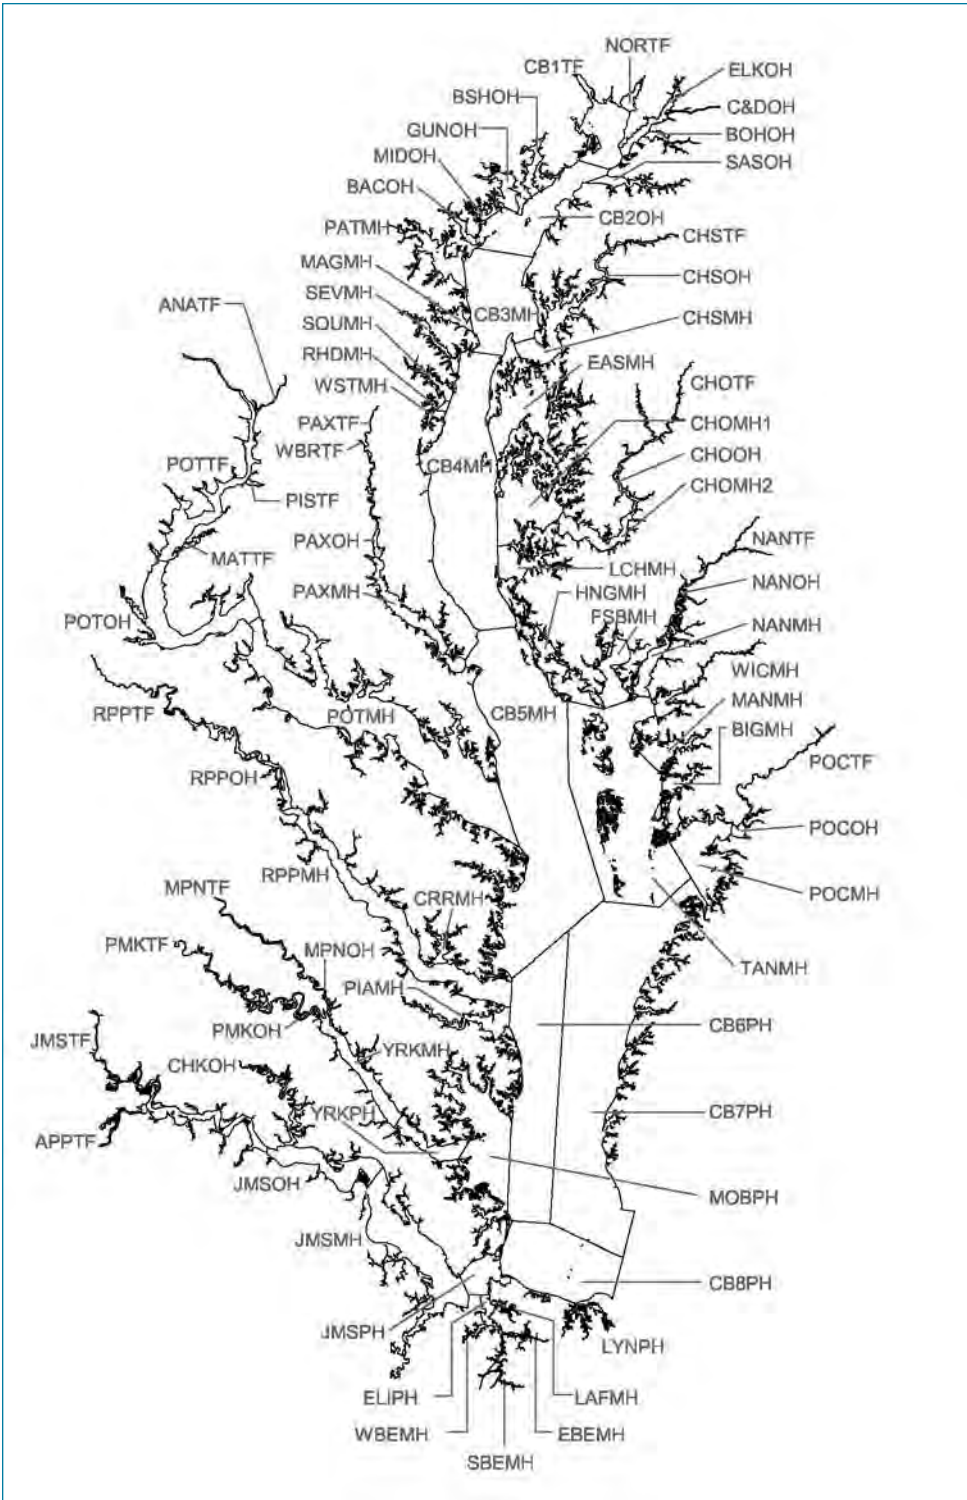 NORTF
CB1TF
ELKOH
BSHOH
C&DOH
GUNOH
BOHOH
MIDOH
SASOH
BACOH
CB2OH
PATMH
CHSTF
MAGMH
CHSOH
SEVMH
ANATF
CB3MH
CHSMH
SOUMH
RHDMH
EASMH
WSTMH
CHOTF
PAXTF
CHOMH1
WBRTF
CHOOH
POTTF
CB4MH
CHOMH2
PISTF
PAXOH
NANTF
MATTF
LCHMH
NANOH
PAXMH
HNGMH
POTOH
FSBMH
NANMH
WICMH
RPPTF
POTMH
CB5MH
MANMH
BIGMH
POCTF
RPPOH
POCOH
RPPMH
POCMH
MPNTF
CRRMH
PMKTF
MPNOH
TANMH
PIAMH
PMKOH
CB6PH
JMSTF
YRKMH
CHKOH
YRKPH
CB7PH
APPTF
JMSOH
MOBPH
JMSMH
CB8PH
JMSPH
LYNPH
ELIPH
LAFMH
WBEMH
EBEMH
SBEMH